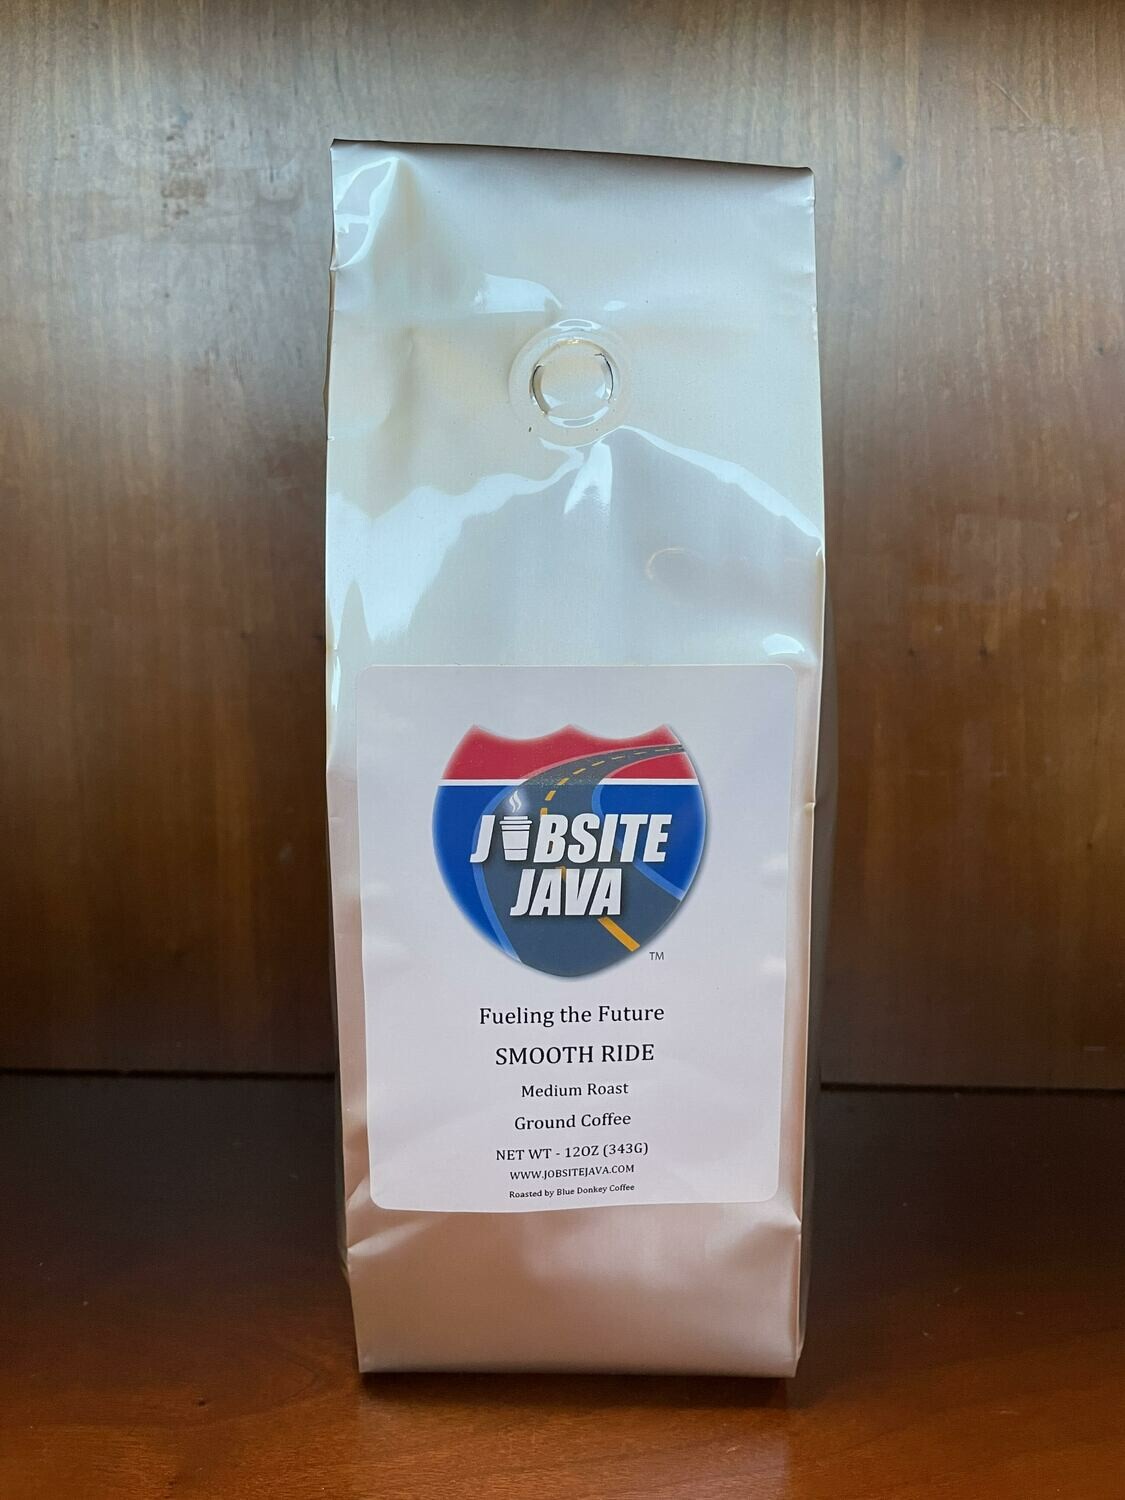 JOBSITE
JAVA
TM
Fueling the Future
SMOOTH RIDE
Medium Roast
Ground Coffee
NET WT - 12OZ (343G)
WWW.JOBSITEJAVA.COM
Roasted by Blue Donkey Coffee